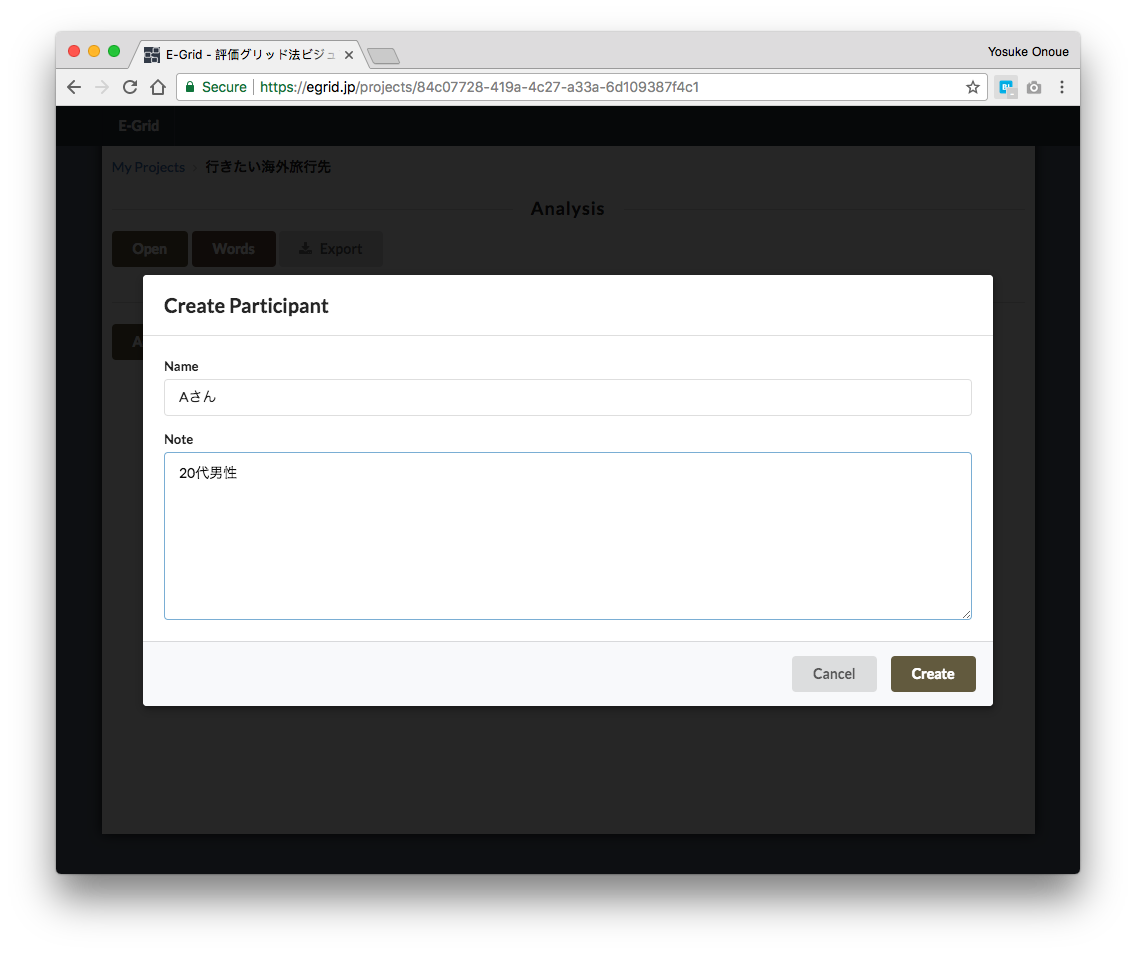 E-Grid - 評価グリッド法ビジュ
Yosuke Onoue
Secure https://egrid.jp/projects/84c07728-419a-4c27-a33a-6d109387f4c1
E-Grid
My Projects 行きたい海外旅行先
Analysis
Open Words Export
A
Create Participant
Name
Aさん
Note
20代男性
Cancel Create